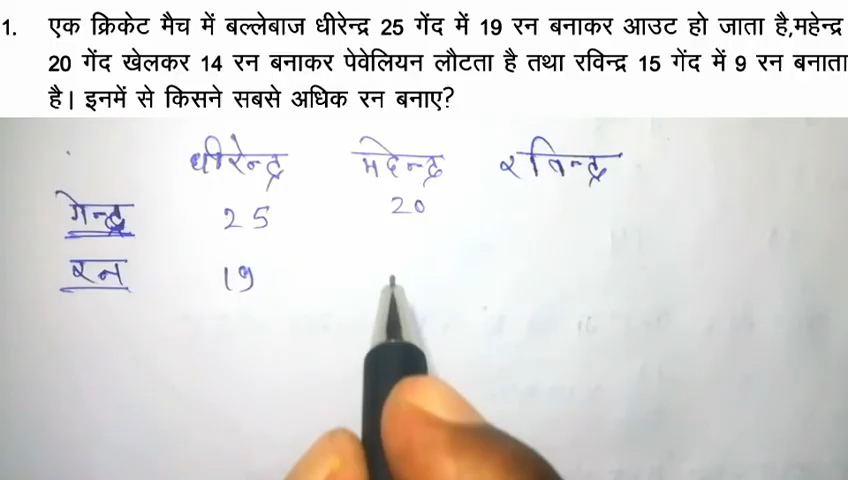 1. एक क्रिकेट मैच में बल्लेबाज धीरेन्द्र 25 गेंद में 19 रन बनाकर आउट हो जाता है,महेन्द्र
20 गेंद खेलकर 14 रन बनाकर पेवेलियन लौटता है तथा रविन्द्र 15 गेंद में 9 रन बनाता
है। इनमें से किसने सबसे अधिक रन बनाए?
धीरेन्द्र महेन्द्र रविन्द्र
गेन्द 25 20
रन 19